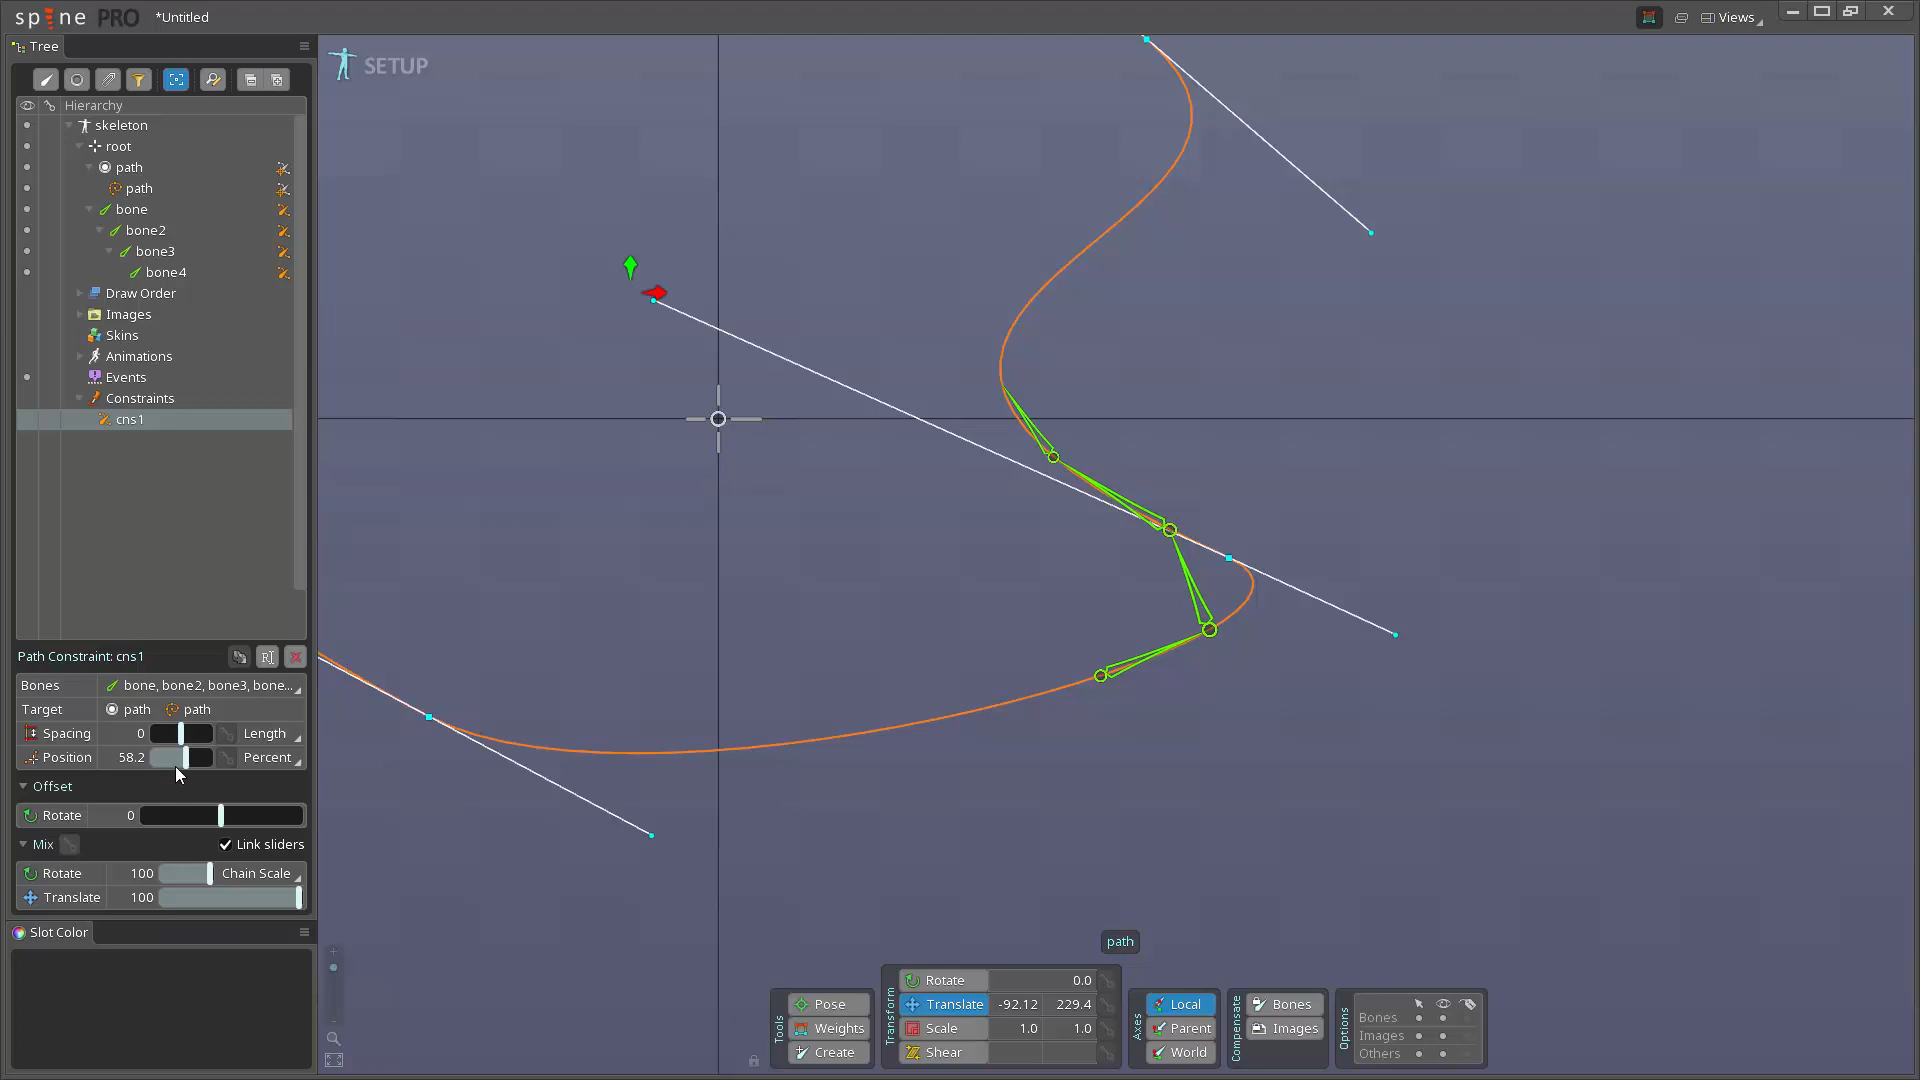 spine PRO *Untitled Views
Tree
SETUP
Hierarchy
skeleton
root
path
path
bone
bone2
bone3
bone4
Draw Order
Images
Skins
Animations
Events
Constraints
cns1
Path Constraint: cns1
Bones bone, bone2, bone3, bone...
Target path path
Spacing 0 Length
Position 58.2 Percent
Offset
Rotate 0
Mix Link sliders
Rotate 100 Chain Scale
Translate 100
Slot Color
path
Tools
Pose
Weights
Create
Transform
Rotate 0.0
Translate -92.12 229.4
Scale 1.0 1.0
Shear
Axes
Local
Parent
World
Compensate
Bones
Images
Options
Bones
Images
Others